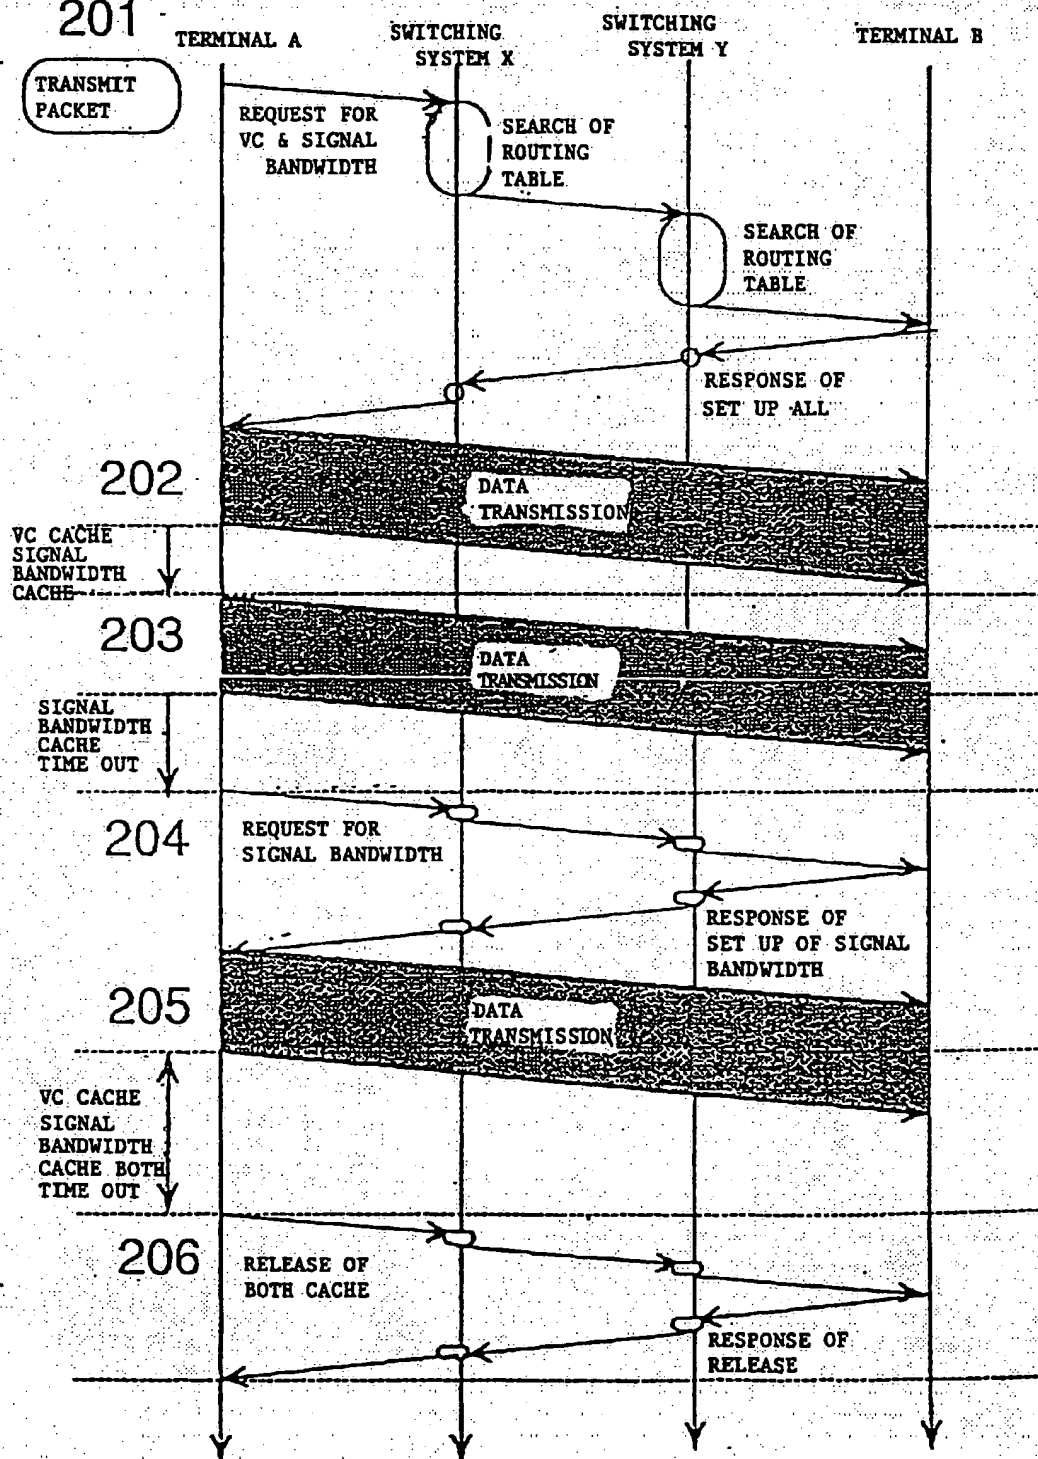 201
TERMINAL A
SWITCHING
SYSTEM X
SWITCHING
SYSTEM Y
TERMINAL B
TRANSMIT
PACKET
REQUEST FOR
VC & SIGNAL
BANDWIDTH
SEARCH OF
ROUTING
TABLE
SEARCH OF
ROUTING
TABLE
RESPONSE OF
SET UP ALL
202
DATA
TRANSMISSION
VC CACHE
SIGNAL
BANDWIDTH
CACHE
203
DATA
TRANSMISSION
SIGNAL
BANDWIDTH
CACHE
TIME OUT
204
REQUEST FOR
SIGNAL BANDWIDTH
RESPONSE OF
SET UP OF SIGNAL
BANDWIDTH
205
DATA
TRANSMISSION
VC CACHE
SIGNAL
BANDWIDTH
CACHE BOTH
TIME OUT
206
RELEASE OF
BOTH CACHE
RESPONSE OF
RELEASE